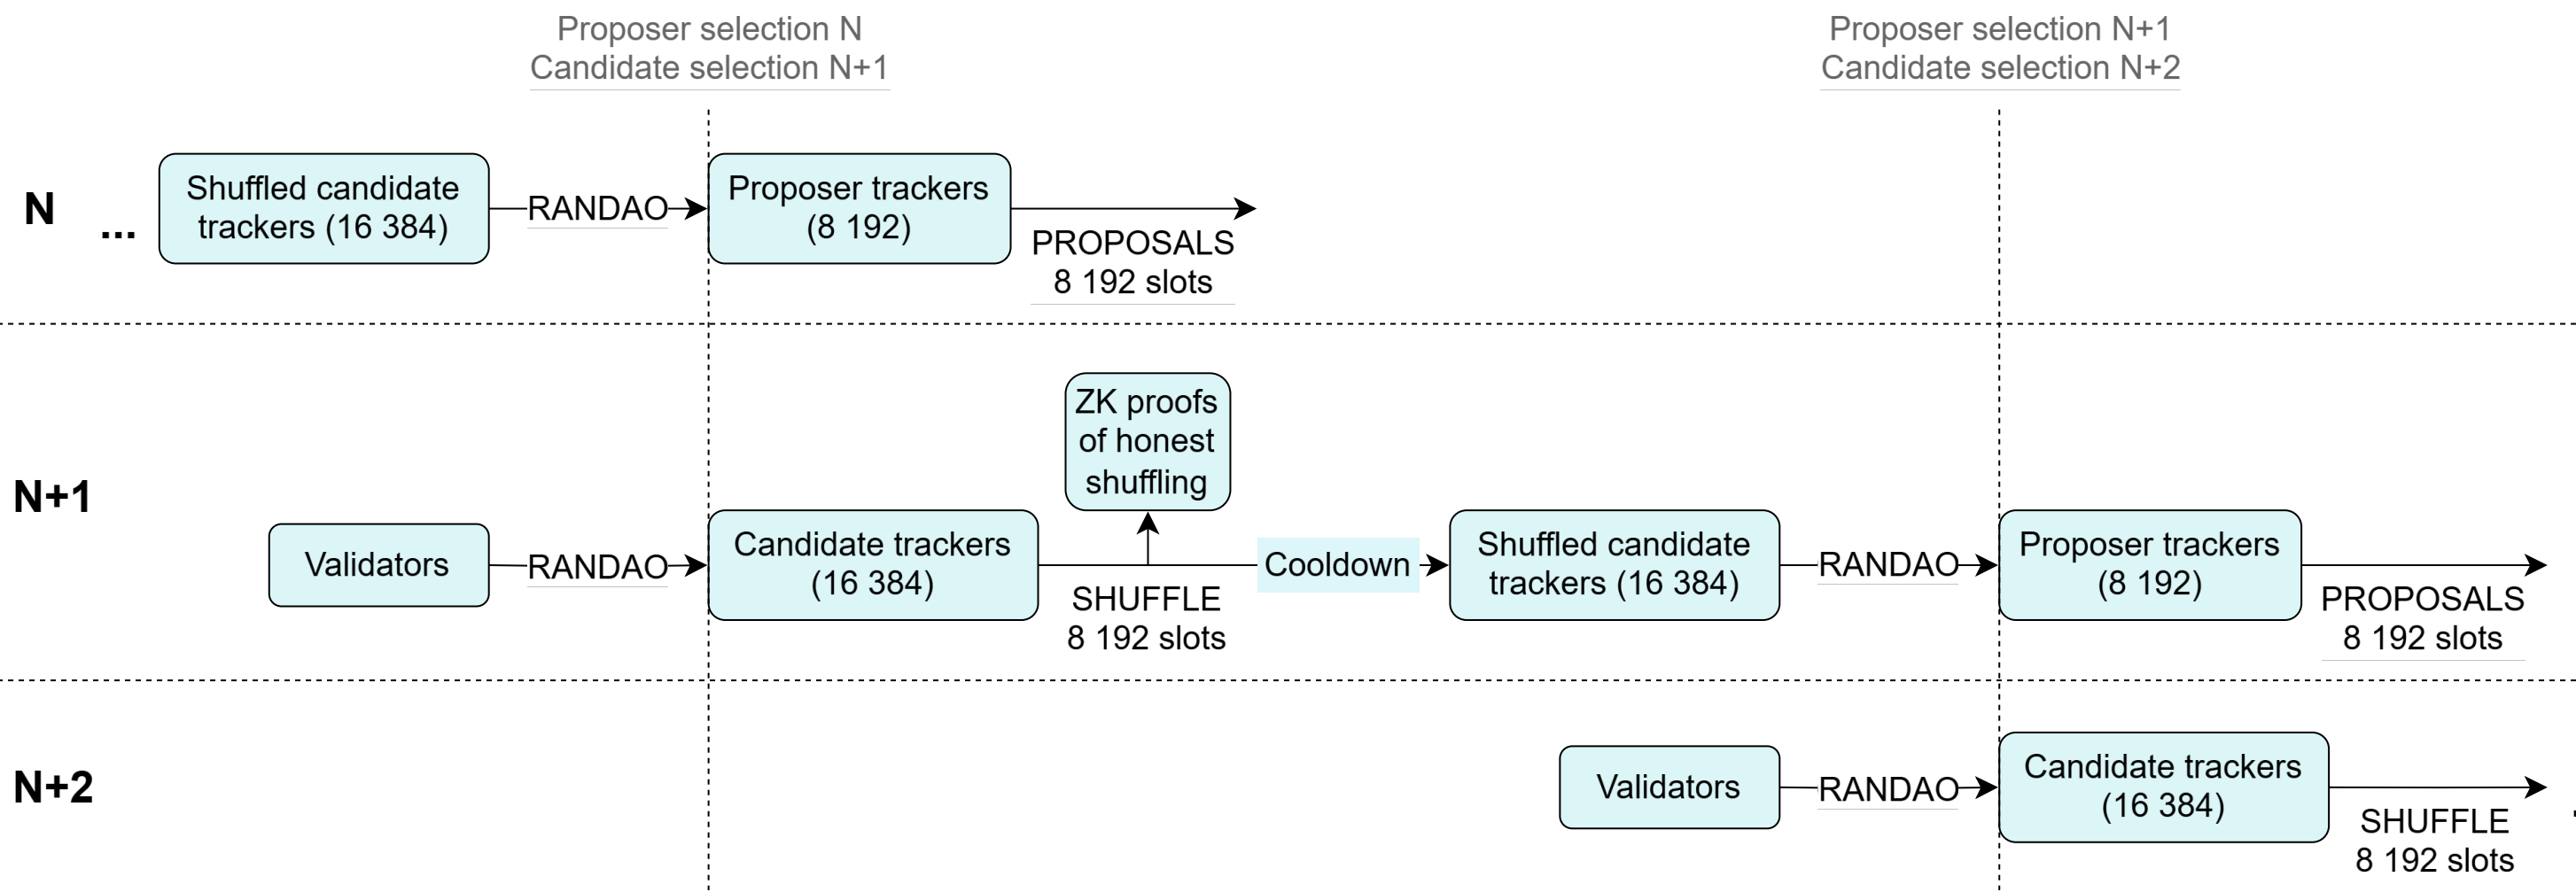 Proposer selection N
Candidate selection N+1
Proposer selection N+1
Candidate selection N+2
N
...
Shuffled candidate
trackers (16 384)
RANDAO
Proposer trackers
(8 192)
PROPOSALS
8 192 slots
N+1
Validators
RANDAO
Candidate trackers
(16 384)
ZK proofs
of honest
shuffling
SHUFFLE
8 192 slots
Cooldown
Shuffled candidate
trackers (16 384)
RANDAO
Proposer trackers
(8 192)
PROPOSALS
8 192 slots
N+2
Validators
RANDAO
Candidate trackers
(16 384)
SHUFFLE
8 192 slots